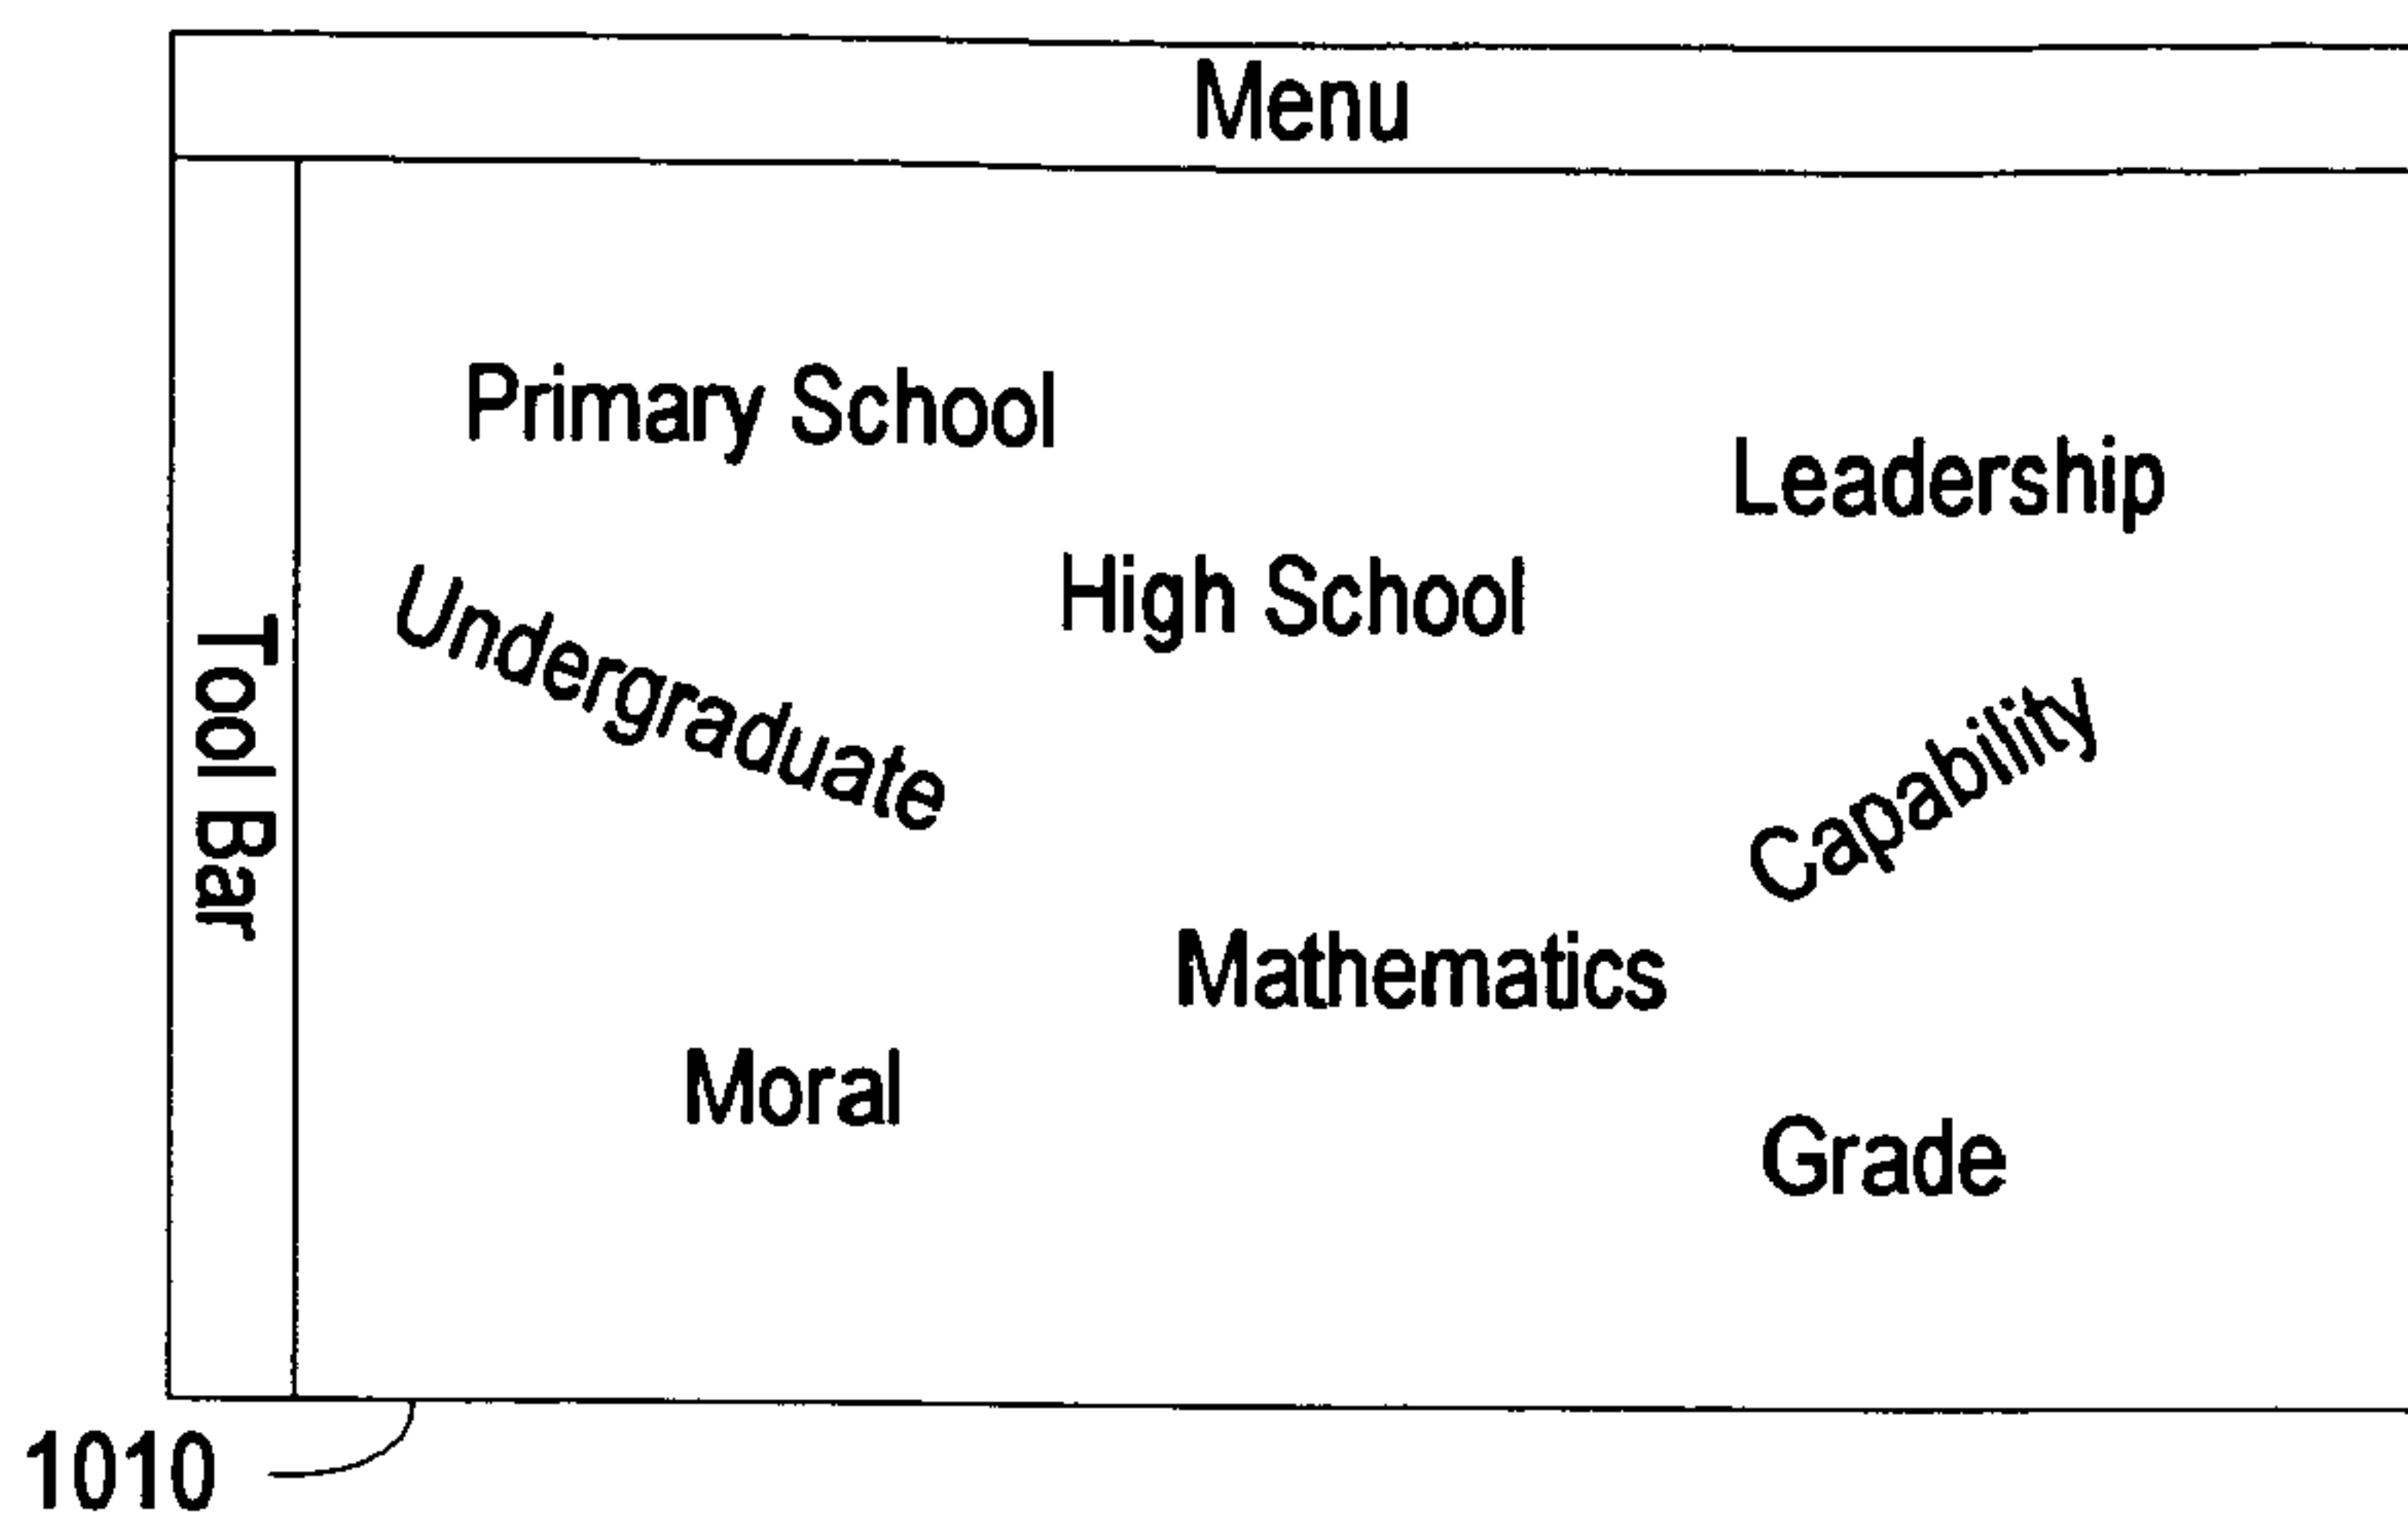 Menu
Tool Bar
Primary School
Leadership
High School
Undergraduate
Capability
Mathematics
Moral
Grade
1010